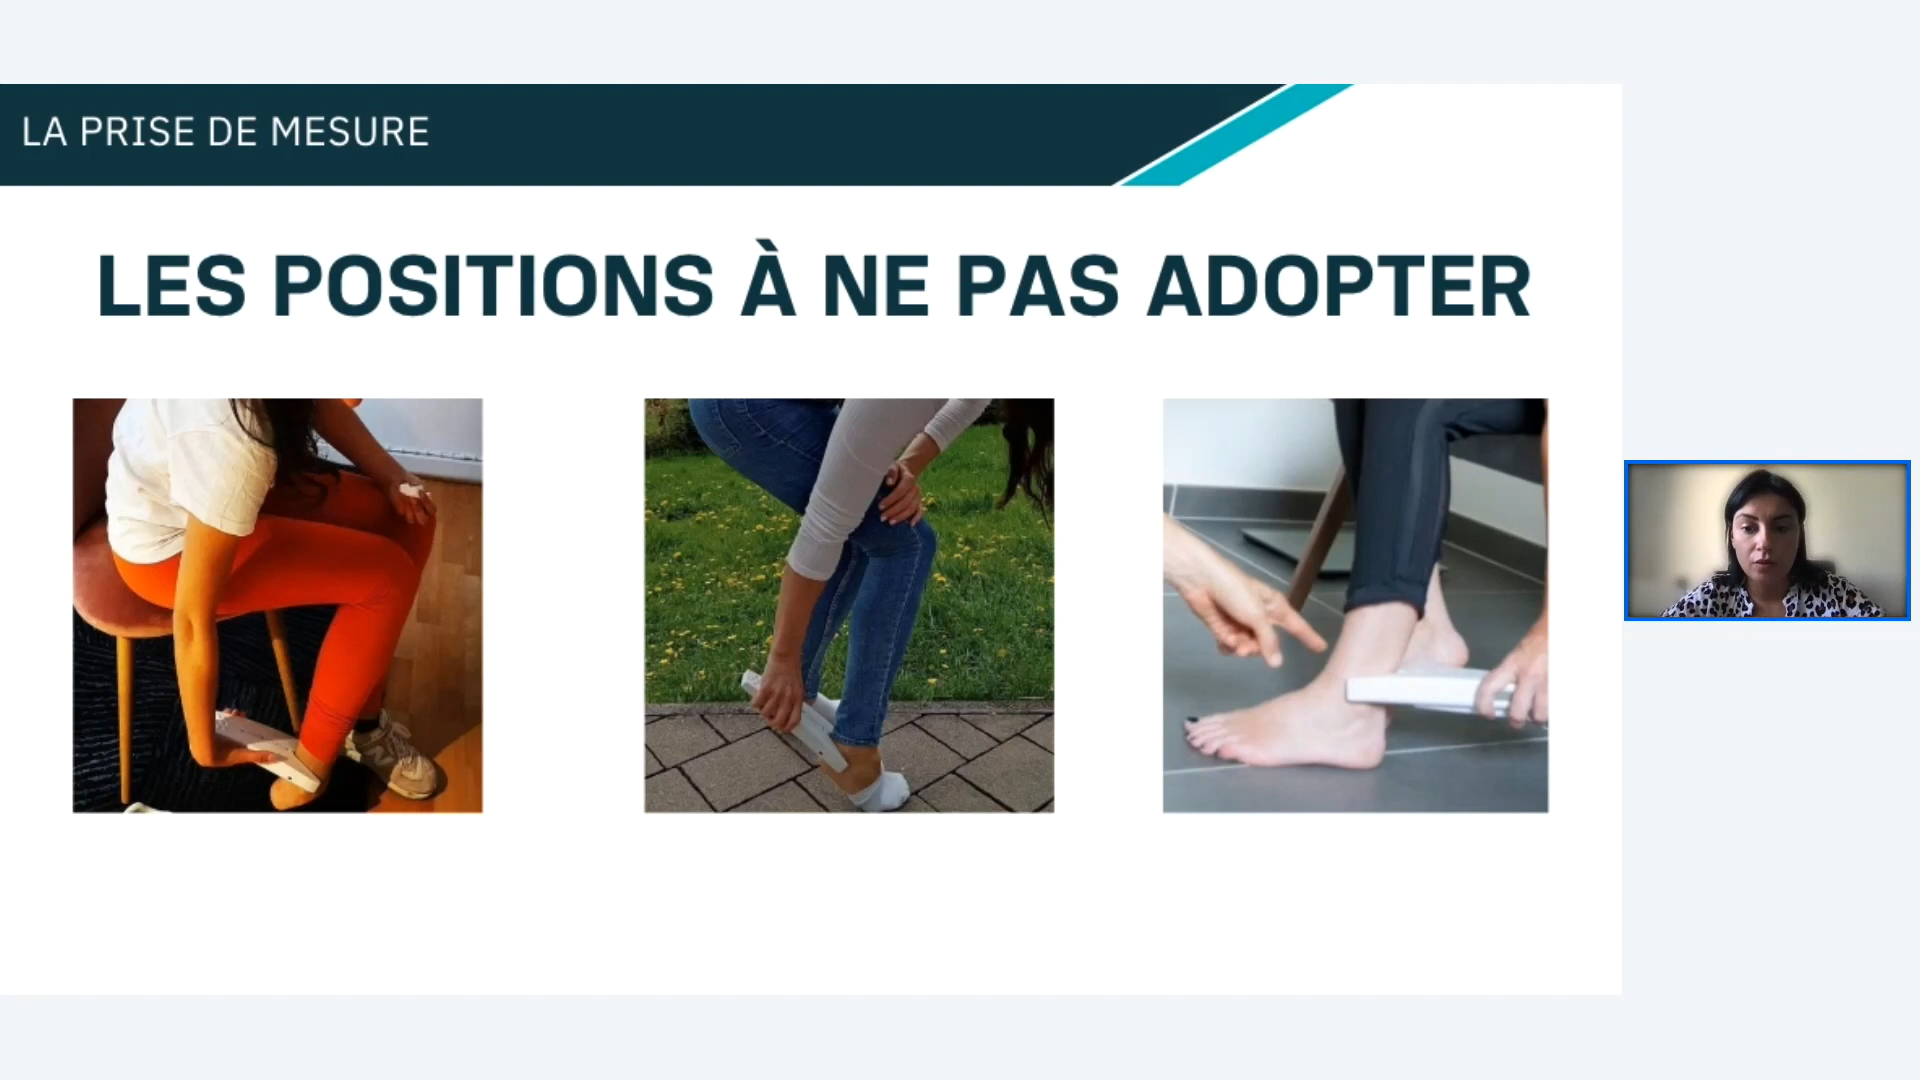 LA PRISE DE MESURE
LES POSITIONS À NE PAS ADOPTER